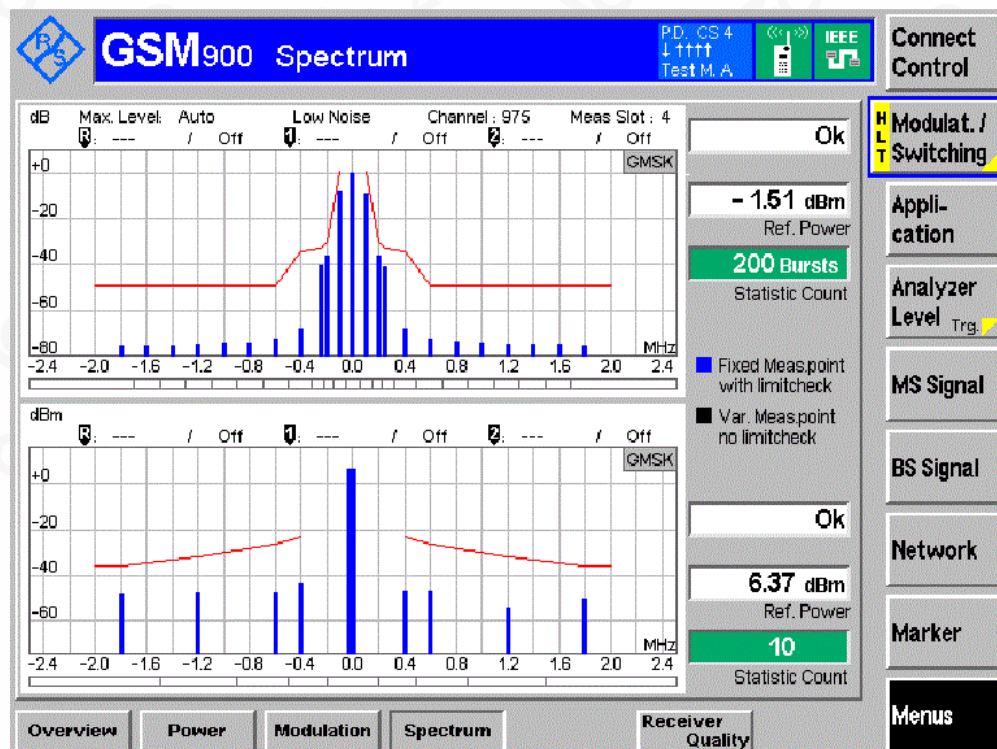 R/S
GSM900 Spectrum
PD, CS 4
Test M. A
IEEE
Connect Control
dB Max. Level: Auto Low Noise Channel : 975 Meas Slot : 4
R: --- / Off 1: --- / Off 2: --- / Off
GMSK
+0
-20
-40
-60
-80
MHz
-2.4 -2.0 -1.6 -1.2 -0.8 -0.4 0.0 0.4 0.8 1.2 1.6 2.0 2.4
Ok
- 1.51 dBm
Ref. Power
200 Bursts
Statistic Count
Fixed Meas.point
with limitcheck
Var. Meas.point
no limitcheck
dBm
R: --- / Off 1: --- / Off 2: --- / Off
GMSK
+0
-20
-40
-60
MHz
-2.4 -2.0 -1.6 -1.2 -0.8 -0.4 0.0 0.4 0.8 1.2 1.6 2.0 2.4
Ok
6.37 dBm
Ref. Power
10
Statistic Count
HLT
Modulat. /
Switching
Appli-
cation
Analyzer
Level Trg.
MS Signal
BS Signal
Network
Marker
Menus
Overview
Power
Modulation
Spectrum
Receiver
Quality